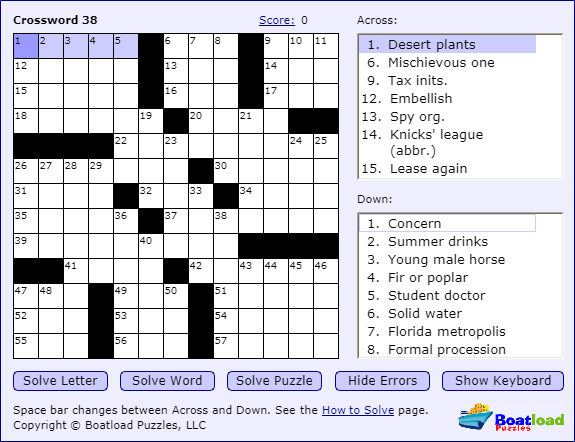 Crossword 38 Score: 0
1 2 3 4 5 6 7 8 9 10 11
12 13 14
15 16 17
18 19 20 21
22 23 24 25
26 27 28 29 30
31 32 33 34
35 36 37 38
39 40
41 42 43 44 45 46
47 48 49 50 51
52 53 54
55 56 57
Across:
1. Desert plants
6. Mischievous one
9. Tax inits.
12. Embellish
13. Spy org.
14. Knicks' league
(abbr.)
15. Lease again
Down:
1. Concern
2. Summer drinks
3. Young male horse
4. Fir or poplar
5. Student doctor
6. Solid water
7. Florida metropolis
8. Formal procession
Solve Letter Solve Word Solve Puzzle Hide Errors Show Keyboard
Space bar changes between Across and Down. See the How to Solve page.
Copyright © Boatload Puzzles, LLC
Boatload
Puzzles